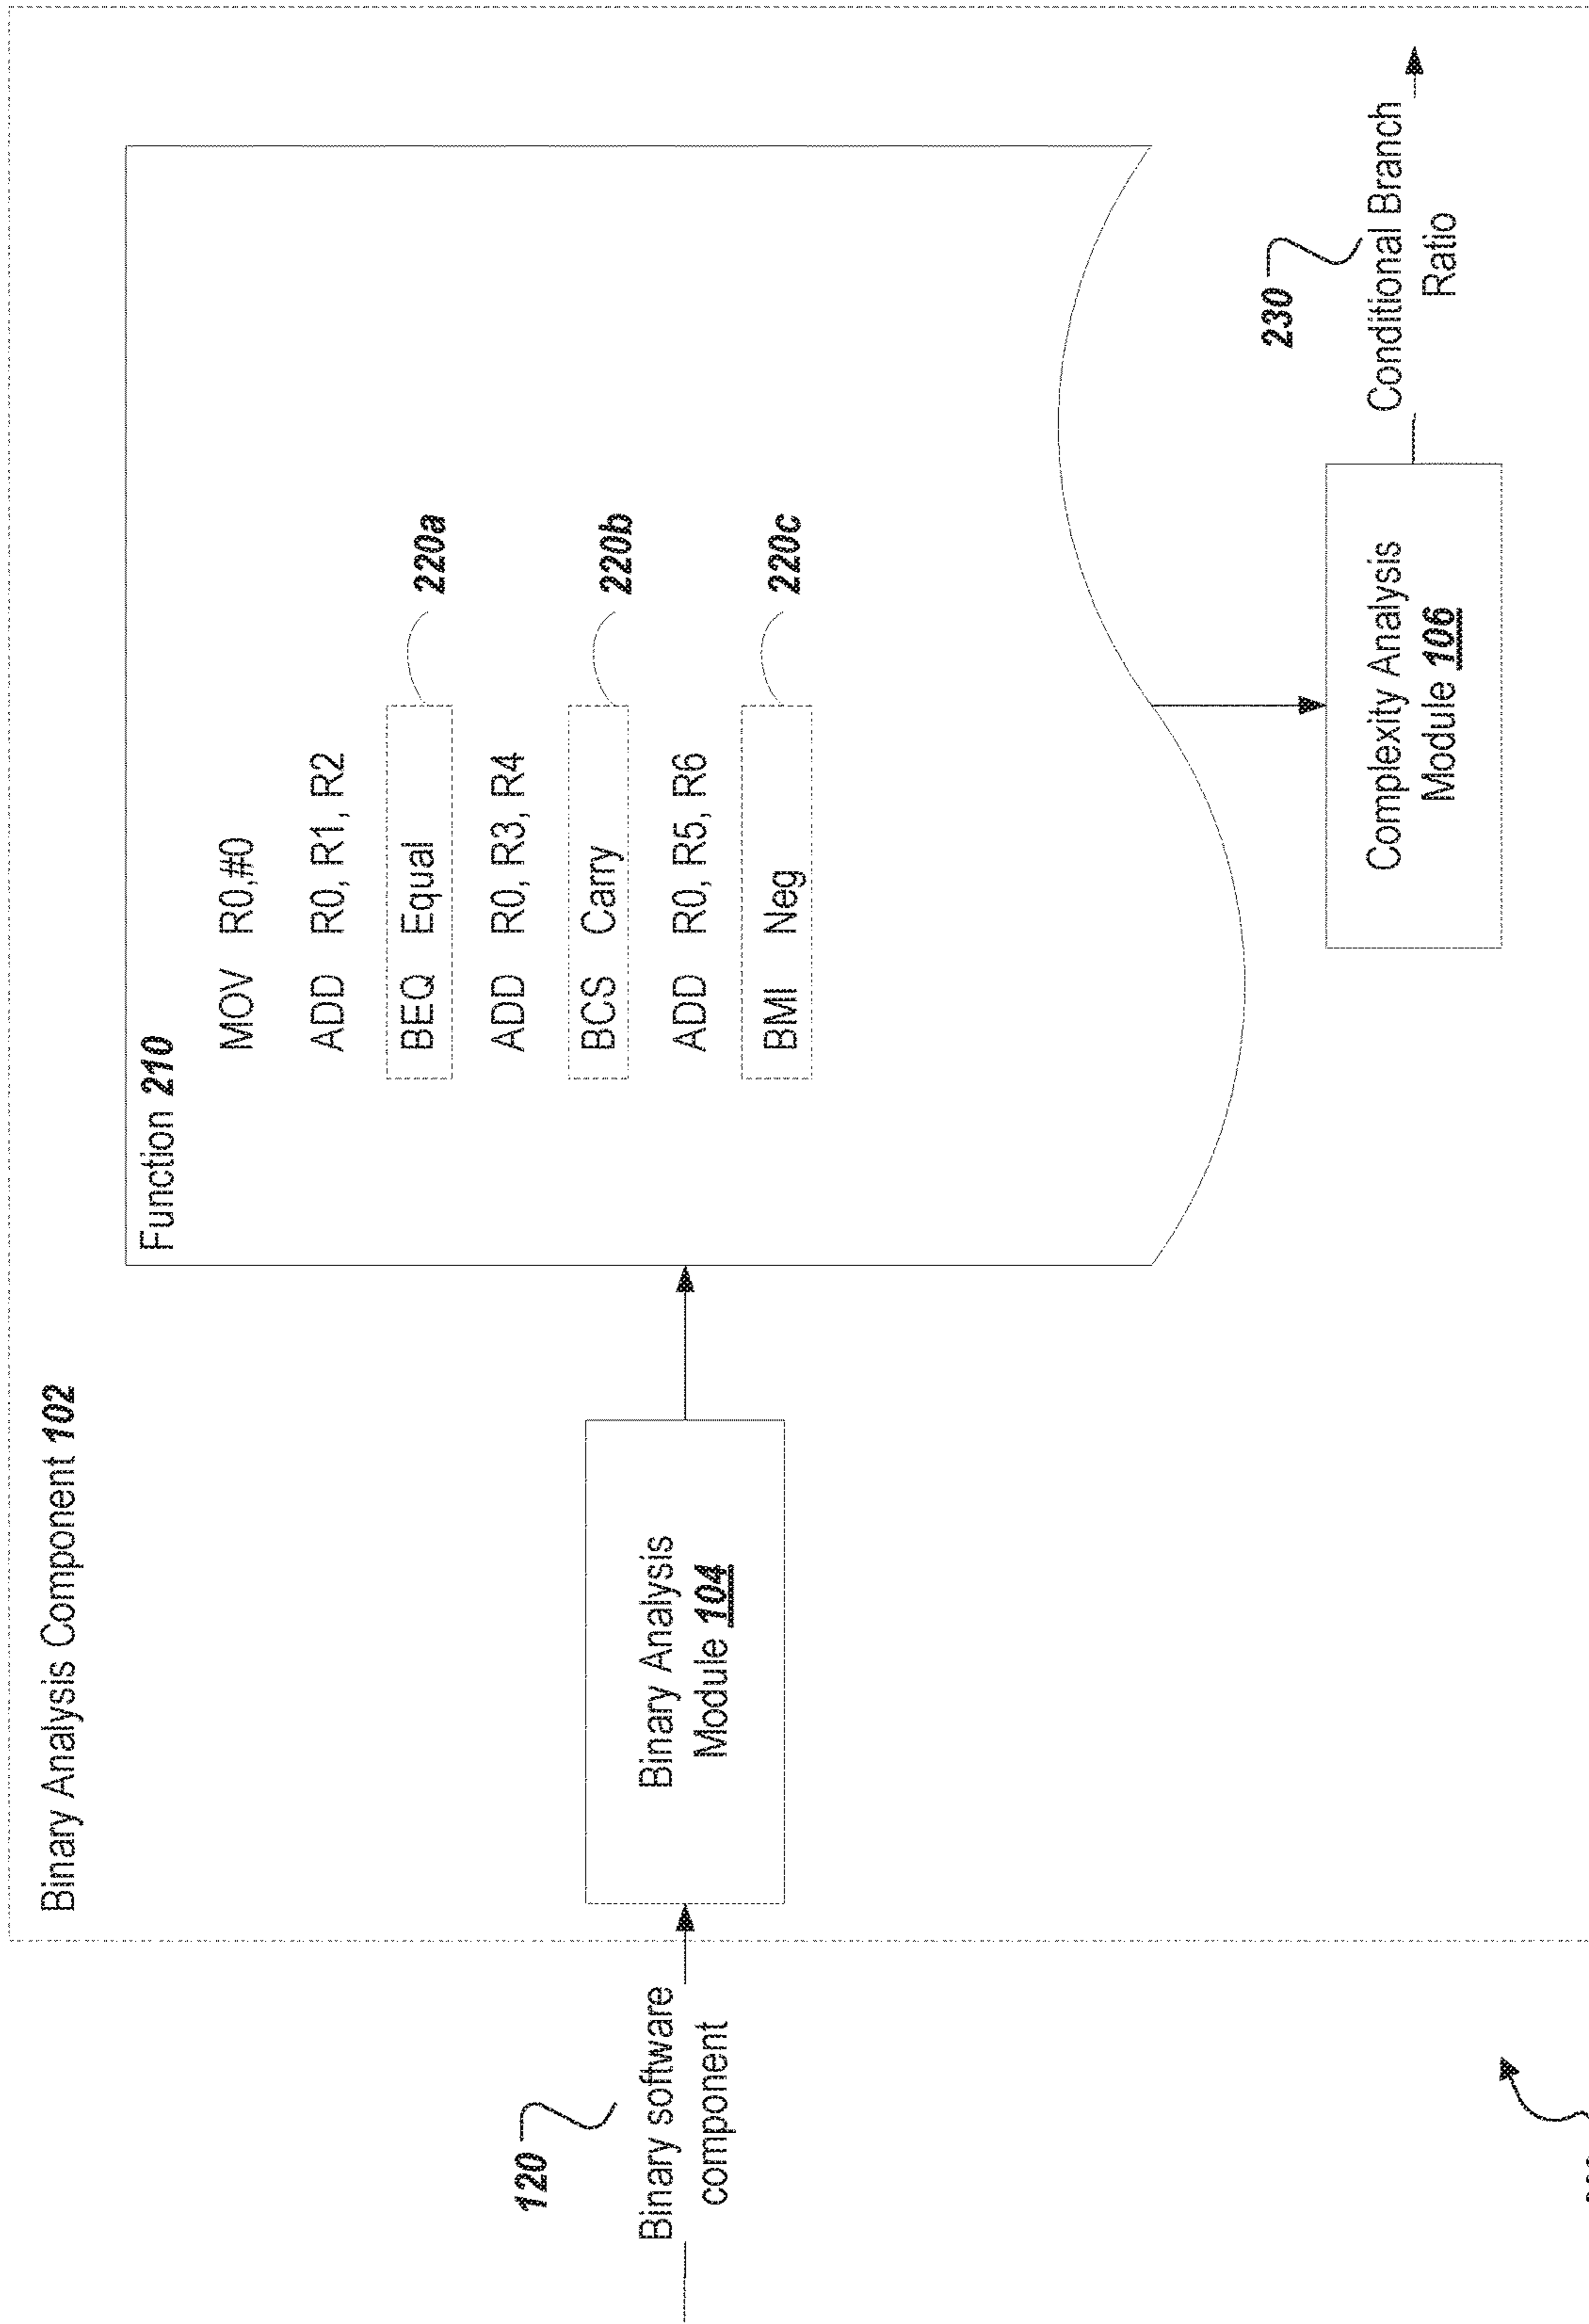 Binary Analysis Component 102
120
Binary software
component
Binary Analysis
Module 104
Function 210
MOV R0,#0
ADD R0, R1, R2
BEQ Equal
220a
ADD R0, R3, R4
BCS Carry
220b
ADD R0, R5, R6
BMI Neg
220c
Complexity Analysis
Module 106
230
Conditional Branch
Ratio